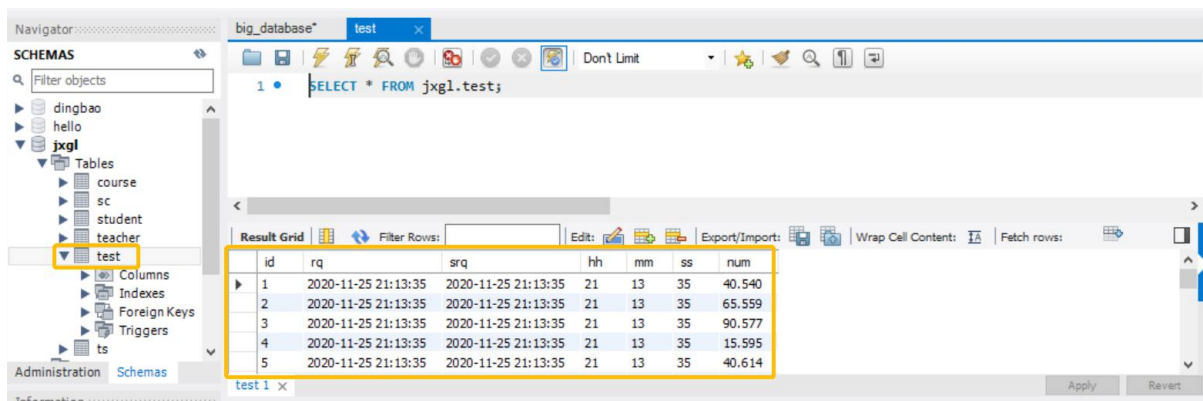 Navigator
big_database*
test
SCHEMAS
Filter objects
Don't Limit
1
SELECT * FROM jxgl.test;
dingbao
hello
jxgl
Tables
course
sc
student
teacher
test
Columns
Indexes
Foreign Keys
Triggers
ts
Administration Schemas
Result Grid Filter Rows: Edit: Export/Import: Wrap Cell Content: Fetch rows:
id rq srq hh mm ss num
1 2020-11-25 21:13:35 2020-11-25 21:13:35 21 13 35 40.540
2 2020-11-25 21:13:35 2020-11-25 21:13:35 21 13 35 65.559
3 2020-11-25 21:13:35 2020-11-25 21:13:35 21 13 35 90.577
4 2020-11-25 21:13:35 2020-11-25 21:13:35 21 13 35 15.595
5 2020-11-25 21:13:35 2020-11-25 21:13:35 21 13 35 40.614
test 1
Apply Revert